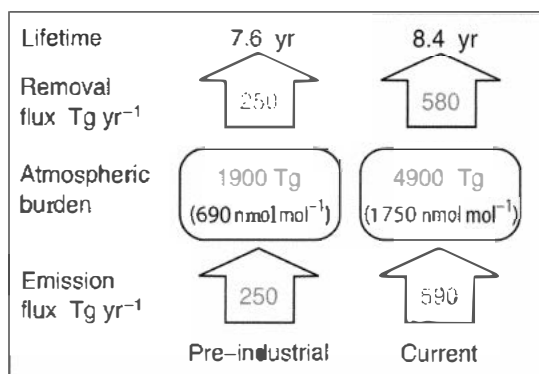 Lifetime 7.6 yr 8.4 yr
Removal 250 580
flux Tg yr⁻¹
Atmospheric 1900 Tg 4900 Tg
burden (690 nmol mol⁻¹) (1750 nmol mol⁻¹)
Emission 250 590
flux Tg yr⁻¹
Pre–industrial Current